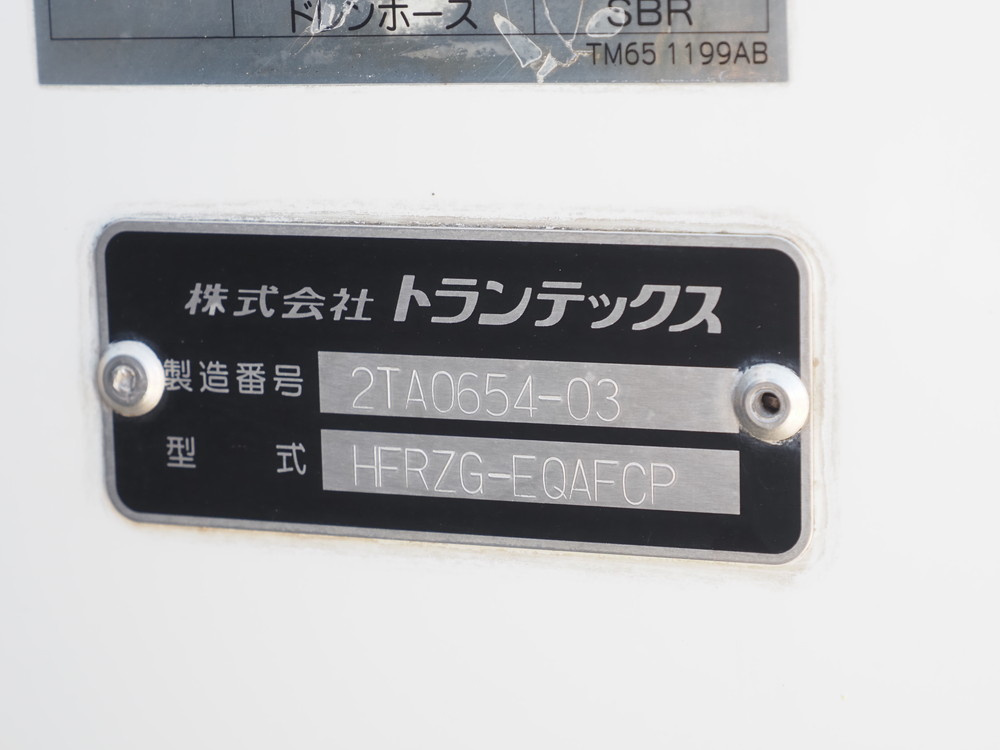 ドレンホース SBR
TM65 1199AB
株式会社 トランテックス
製造番号 2TA0654-03
型式 HFRZG-EQAFCP